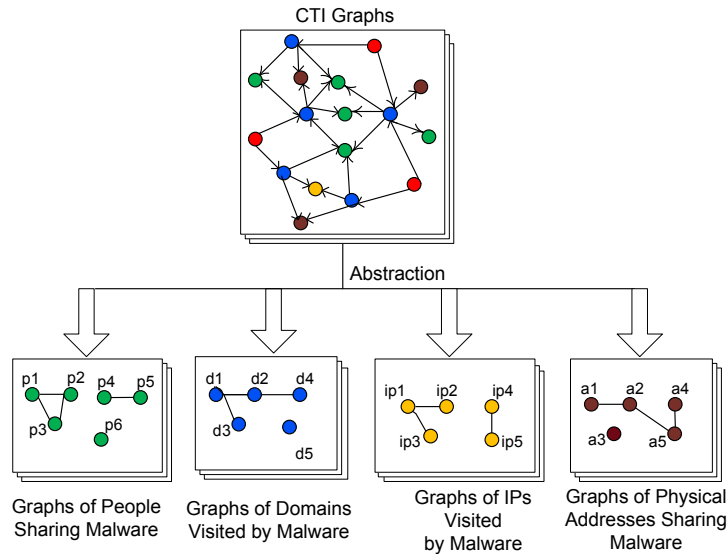 CTI Graphs
Abstraction
p1 p2 p4 p5
p3 p6
d1 d2 d4
d3
d5
ip1 ip2 ip4
ip3 ip5
a1 a2 a4
a3 a5
Graphs of People
Sharing Malware
Graphs of Domains
Visited by Malware
Graphs of IPs
Visited
by Malware
Graphs of Physical
Addresses Sharing
Malware